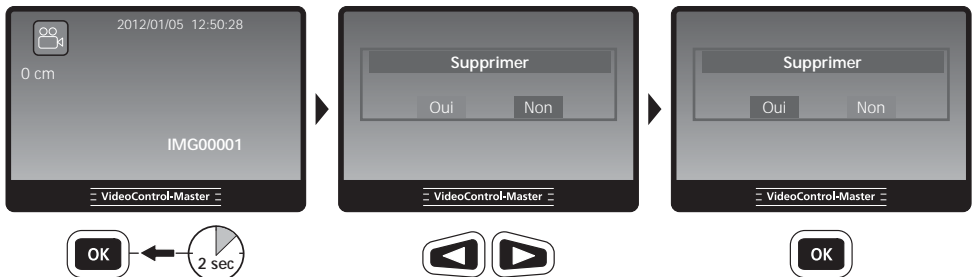 2012/01/05 12:50:28
0 cm
IMG00001
VideoControl-Master
OK
2 sec
Supprimer
Oui Non
VideoControl-Master
Supprimer
Oui Non
VideoControl-Master
OK